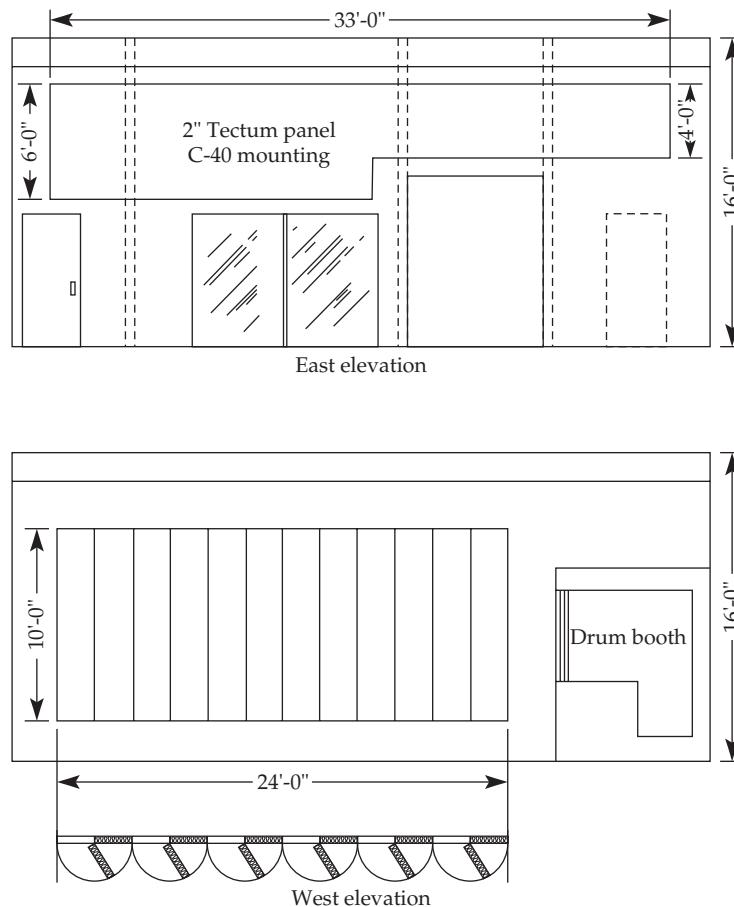 33'-0"
6'-0"
2" Tectum panel
C-40 mounting
4'-0"
16'-0"
East elevation
10'-0"
Drum booth
16'-0"
24'-0"
West elevation